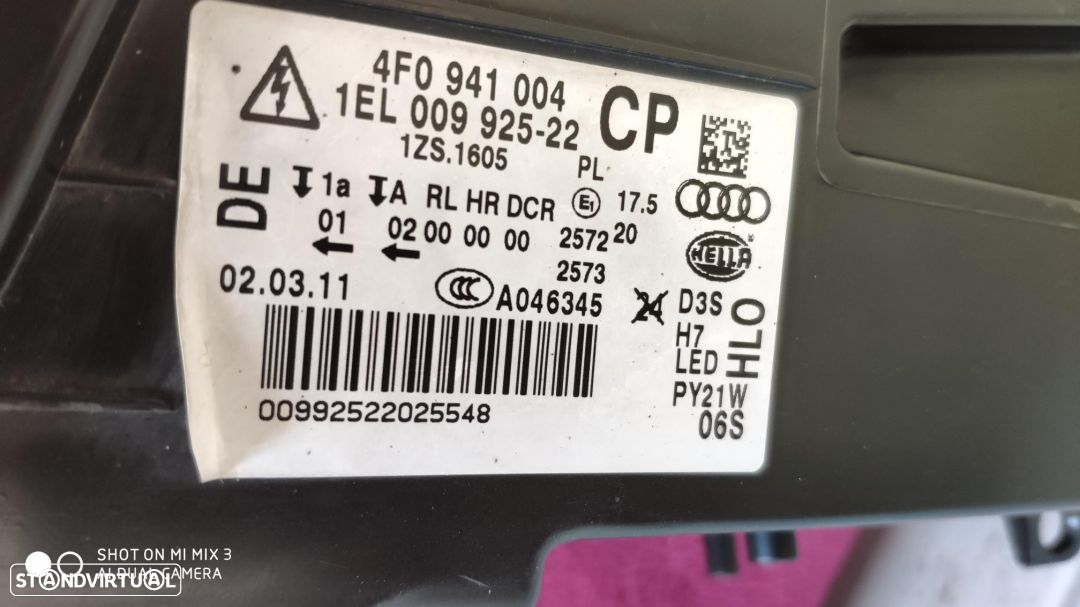 4F0 941 004
1EL 009 925-22
CP
1ZS.1605
PL
DE
1a A RL HR DCR E1 17.5
01 02 00 00 00 2572 20
2573
HELLA
02.03.11
CCC A046345
24 D3S
H7
LED
HLO
PY21W
06S
00992522025548
SHOT ON MI MIX 3
AI DUAL CAMERA
STANDVIRTUAL